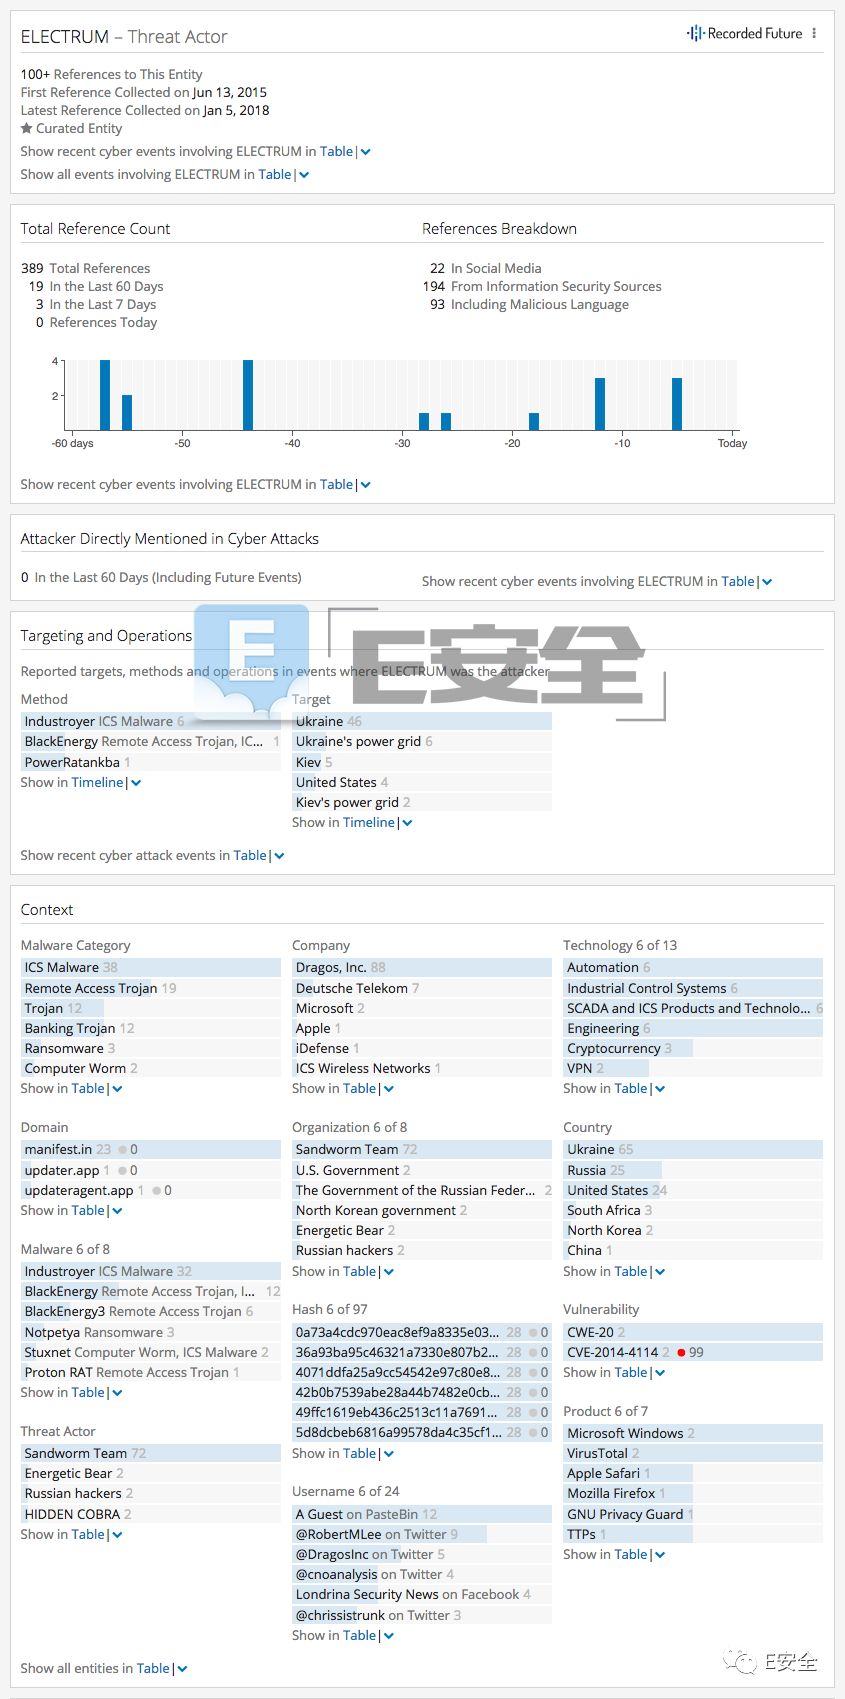 ELECTRUM – Threat Actor
Recorded Future
100+ References to This Entity
First Reference Collected on Jun 13, 2015
Latest Reference Collected on Jan 5, 2018
★ Curated Entity
Show recent cyber events involving ELECTRUM in Table|
Show all events involving ELECTRUM in Table|
Total Reference Count
389 Total References
19 In the Last 60 Days
3 In the Last 7 Days
0 References Today
References Breakdown
22 In Social Media
194 From Information Security Sources
93 Including Malicious Language
4
2
-60 days -50 -40 -30 -20 -10 Today
Show recent cyber events involving ELECTRUM in Table|
Attacker Directly Mentioned in Cyber Attacks
0 In the Last 60 Days (Including Future Events)
Show recent cyber events involving ELECTRUM in Table|
Targeting and Operations
E E安全
Reported targets, methods and operations in events where ELECTRUM was the attacker
Method
Industroyer ICS Malware 6
BlackEnergy Remote Access Trojan, IC... 1
PowerRatankba 1
Show in Timeline|
Target
Ukraine 46
Ukraine's power grid 6
Kiev 5
United States 4
Kiev's power grid 2
Show in Timeline|
Show recent cyber attack events in Table|
Context
Malware Category
ICS Malware 38
Remote Access Trojan 19
Trojan 12
Banking Trojan 12
Ransomware 3
Computer Worm 2
Show in Table|
Company
Dragos, Inc. 88
Deutsche Telekom 7
Microsoft 2
Apple 1
iDefense 1
ICS Wireless Networks 1
Show in Table|
Technology 6 of 13
Automation 6
Industrial Control Systems 6
SCADA and ICS Products and Technolo... 6
Engineering 6
Cryptocurrency 3
VPN 2
Show in Table|
Domain
manifest.in 23 0
updater.app 1 0
updateragent.app 1 0
Show in Table|
Organization 6 of 8
Sandworm Team 72
U.S. Government 2
The Government of the Russian Feder... 2
North Korean government 2
Energetic Bear 2
Russian hackers 2
Show in Table|
Country
Ukraine 65
Russia 25
United States 24
South Africa 3
North Korea 2
China 1
Show in Table|
Malware 6 of 8
Industroyer ICS Malware 32
BlackEnergy Remote Access Trojan, I... 12
BlackEnergy3 Remote Access Trojan 6
Notpetya Ransomware 3
Stuxnet Computer Worm, ICS Malware 2
Proton RAT Remote Access Trojan 1
Show in Table|
Hash 6 of 97
0a73a4cdc970eac8ef9a8335e03... 28 0
36a93ba95c46321a7330e807b2... 28 0
4071ddfa25a9cc54542e97c80e8... 28 0
42b0b7539abe28a44b7482e0cb... 28 0
49ffc1619eb436c2513c11a7691... 28 0
5d8dcbeb6816a99578da4c35cf1... 28 0
Show in Table|
Vulnerability
CWE-20 2
CVE-2014-4114 2 99
Show in Table|
Threat Actor
Sandworm Team 72
Energetic Bear 2
Russian hackers 2
HIDDEN COBRA 2
Show in Table|
Username 6 of 24
A Guest on PasteBin 12
@RobertMLee on Twitter 9
@DragosInc on Twitter 5
@cnoanalysis on Twitter 4
Londrina Security News on Facebook 4
@chrissistrunk on Twitter 3
Show in Table|
Product 6 of 7
Microsoft Windows 2
VirusTotal 2
Apple Safari 1
Mozilla Firefox 1
GNU Privacy Guard 1
TTPs 1
Show in Table|
Show all entities in Table|
E安全